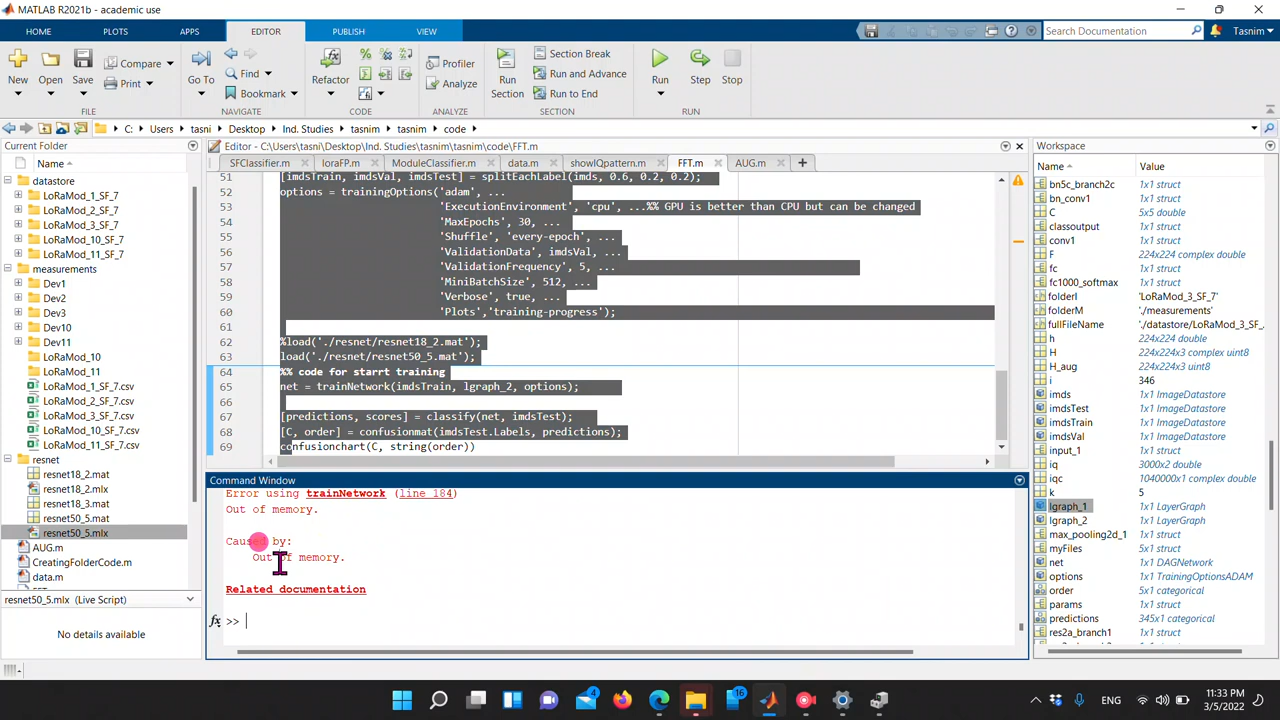 MATLAB R2021b - academic use
HOME PLOTS APPS EDITOR PUBLISH VIEW
Search Documentation
Tasnim
New Open Save
Compare
Print
Go To
Find
Bookmark
Refactor
Profiler
Analyze
Run Section
Section Break
Run and Advance
Run to End
Run Step Stop
FILE NAVIGATE CODE ANALYZE SECTION RUN
C: Users tasni Desktop Ind. Studies tasnim tasnim code
Current Folder
Name
datastore
LoRaMod_1_SF_7
LoRaMod_2_SF_7
LoRaMod_3_SF_7
LoRaMod_10_SF_7
LoRaMod_11_SF_7
measurements
Dev1
Dev2
Dev3
Dev10
Dev11
LoRaMod_10
LoRaMod_11
LoRaMod_1_SF_7.csv
LoRaMod_2_SF_7.csv
LoRaMod_3_SF_7.csv
LoRaMod_10_SF_7.csv
LoRaMod_11_SF_7.csv
resnet
resnet18_2.mat
resnet18_2.mlx
resnet18_3.mat
resnet50_5.mat
resnet50_5.mlx
AUG.m
CreatingFolderCode.m
data.m
resnet50_5.mlx (Live Script)
No details available
Editor - C:\Users\tasni\Desktop\Ind. Studies\tasnim\tasnim\code\FFT.m
SFClassifier.m loraFP.m ModuleClassifier.m data.m showIQpattern.m FFT.m AUG.m
51 [imdsTrain, imdsVal, imdsTest] = splitEachLabel(imds, 0.6, 0.2, 0.2);
52 options = trainingOptions('adam', ...
53 'ExecutionEnvironment', 'cpu', ...%% GPU is better than CPU but can be changed
54 'MaxEpochs', 30, ...
55 'Shuffle', 'every-epoch', ...
56 'ValidationData', imdsVal, ...
57 'ValidationFrequency', 5, ...
58 'MiniBatchSize', 512, ...
59 'Verbose', true, ...
60 'Plots','training-progress');
61
62 %load('./resnet/resnet18_2.mat');
63 load('./resnet/resnet50_5.mat');
64 %% code for starrt training
65 net = trainNetwork(imdsTrain, lgraph_2, options);
66
67 [predictions, scores] = classify(net, imdsTest);
68 [C, order] = confusionmat(imdsTest.Labels, predictions);
69 confusionchart(C, string(order))
Command Window
Error using trainNetwork (line 184)
Out of memory.
Caused by:
Out of memory.
Related documentation
fx >>
Workspace
Name Value
bn5c_branch2c 1x1 struct
bn_conv1 1x1 struct
C 5x5 double
classoutput 1x1 struct
conv1 1x1 struct
F 224x224 complex double
fc 1x1 struct
fc1000_softmax 1x1 struct
folderI 'LoRaMod_3_SF_7'
folderM './measurements'
fullFileName './datastore/LoRaMod_3_SF_7/
h 224x224 double
H 224x224x3 complex uint8
H_aug 224x224x3 uint8
i 346
imds 1x1 ImageDatastore
imdsTest 1x1 ImageDatastore
imdsTrain 1x1 ImageDatastore
imdsVal 1x1 ImageDatastore
input_1 1x1 struct
iq 3000x2 double
iqc 1040000x1 complex double
k 5
lgraph_1 1x1 LayerGraph
lgraph_2 1x1 LayerGraph
max_pooling2d_1 1x1 struct
myFiles 1x1 struct
net 1x1 DAGNetwork
options 1x1 TrainingOptionsADAM
order 5x1 categorical
params 1x1 struct
predictions 345x1 categorical
res2a_branch1 1x1 struct
4
16
ENG
11:33 PM
3/5/2022